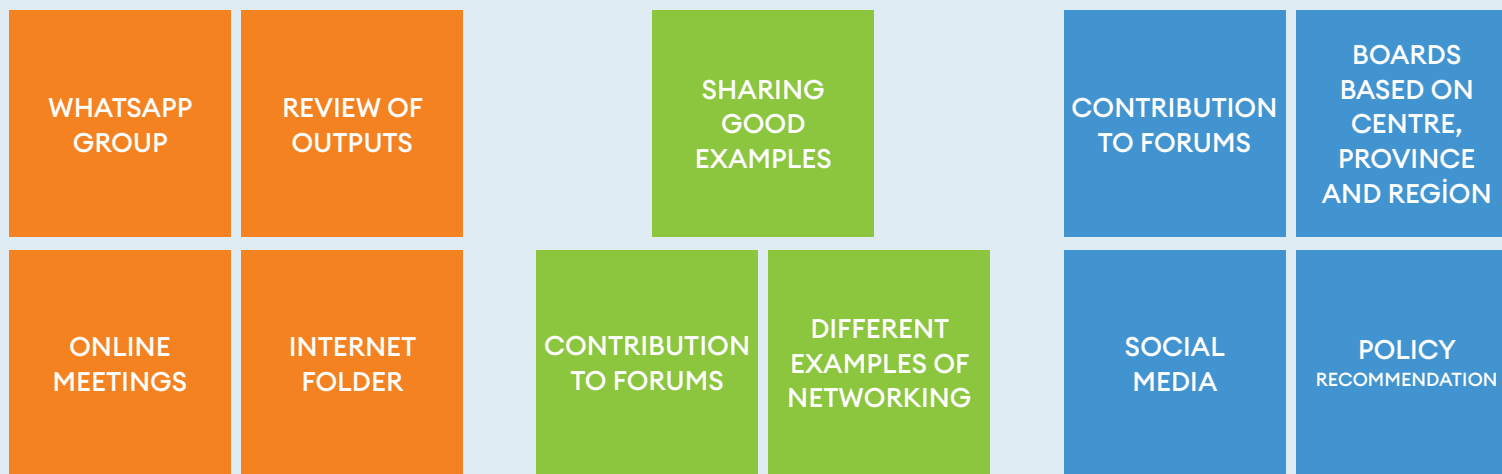 WHATSAPP
GROUP
REVIEW OF
OUTPUTS
SHARING
GOOD
EXAMPLES
CONTRIBUTION
TO FORUMS
BOARDS
BASED ON
CENTRE,
PROVINCE
AND REGİON
ONLINE
MEETINGS
INTERNET
FOLDER
CONTRIBUTION
TO FORUMS
DIFFERENT
EXAMPLES OF
NETWORKING
SOCIAL
MEDIA
POLICY
RECOMMENDATION